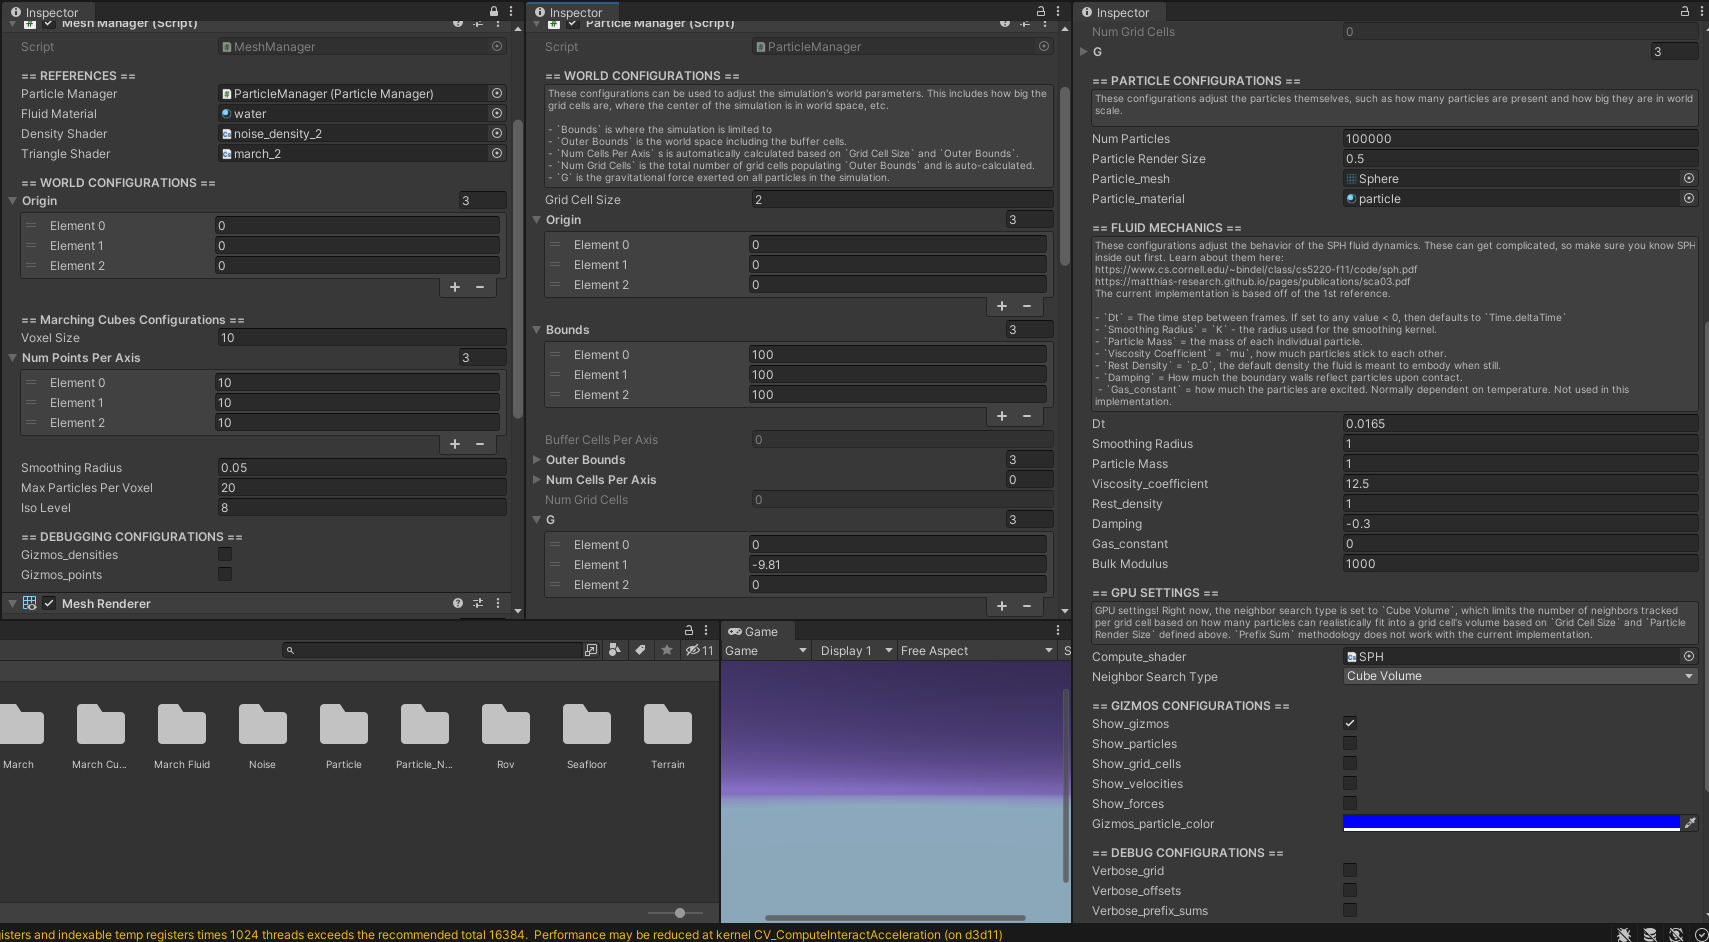 Inspector
Mesh Manager (Script)
Script
MeshManager
== REFERENCES ==
Particle Manager
ParticleManager (Particle Manager)
Fluid Material
water
Density Shader
noise_density_2
Triangle Shader
march_2
== WORLD CONFIGURATIONS ==
Origin
3
Element 0
0
Element 1
0
Element 2
0
+ −
== Marching Cubes Configurations ==
Voxel Size
10
Num Points Per Axis
3
Element 0
10
Element 1
10
Element 2
10
+ −
Smoothing Radius
0.05
Max Particles Per Voxel
20
Iso Level
8
== DEBUGGING CONFIGURATIONS ==
Gizmos_densities
Gizmos_points
Mesh Renderer
Inspector
Particle Manager (Script)
Script
ParticleManager
== WORLD CONFIGURATIONS ==
These configurations can be used to adjust the simulation's world parameters. This includes how big the
grid cells are, where the center of the simulation is in world space, etc.
- `Bounds` is where the simulation is limited to
- `Outer Bounds` is the world space including the buffer cells.
- `Num Cells Per Axis` s is automatically calculated based on `Grid Cell Size` and `Outer Bounds`.
- `Num Grid Cells` is the total number of grid cells populating `Outer Bounds` and is auto-calculated.
- `G` is the gravitational force exerted on all particles in the simulation.
Grid Cell Size
2
Origin
3
Element 0
0
Element 1
0
Element 2
0
+ −
Bounds
3
Element 0
100
Element 1
100
Element 2
100
+ −
Buffer Cells Per Axis
0
Outer Bounds
3
Num Cells Per Axis
0
Num Grid Cells
0
G
3
Element 0
0
Element 1
-9.81
Element 2
0
+ −
Inspector
Num Grid Cells
0
G
3
== PARTICLE CONFIGURATIONS ==
These configurations adjust the particles themselves, such as how many particles are present and how big they are in world
scale.
Num Particles
100000
Particle Render Size
0.5
Particle_mesh
Sphere
Particle_material
particle
== FLUID MECHANICS ==
These configurations adjust the behavior of the SPH fluid dynamics. These can get complicated, so make sure you know SPH
inside out first. Learn about them here:
https://www.cs.cornell.edu/~bindel/class/cs5220-f11/code/sph.pdf
https://matthias-research.github.io/pages/publications/sca03.pdf
The current implementation is based off of the 1st reference.
- `Dt` = The time step between frames. If set to any value < 0, then defaults to `Time.deltaTime`
- `Smoothing Radius` = `K` - the radius used for the smoothing kernel.
- `Particle Mass` = the mass of each individual particle.
- `Viscosity Coefficient` = `mu`, how much particles stick to each other.
- `Rest Density` = `p_0`, the default density the fluid is meant to embody when still.
- `Damping` = How much the boundary walls reflect particles upon contact.
- `Gas_constant` = how much the particles are excited. Normally dependent on temperature. Not used in this
implementation.
Dt
0.0165
Smoothing Radius
1
Particle Mass
1
Viscosity_coefficient
12.5
Rest_density
1
Damping
-0.3
Gas_constant
0
Bulk Modulus
1000
== GPU SETTINGS ==
GPU settings! Right now, the neighbor search type is set to `Cube Volume`, which limits the number of neighbors tracked
per grid cell based on how many particles can realistically fit into a grid cell's volume based on `Grid Cell Size` and `Particle
Render Size` defined above. `Prefix Sum` methodology does not work with the current implementation.
Compute_shader
SPH
Neighbor Search Type
Cube Volume
== GIZMOS CONFIGURATIONS ==
Show_gizmos
Show_particles
Show_grid_cells
Show_velocities
Show_forces
Gizmos_particle_color
== DEBUG CONFIGURATIONS ==
Verbose_grid
Verbose_offsets
Verbose_prefix_sums
11
March
March Cu...
March Fluid
Noise
Particle
Particle_N...
Rov
Seafloor
Terrain
Game
Game
Display 1
Free Aspect
S
isters and indexable temp registers times 1024 threads exceeds the recommended total 16384. Performance may be reduced at kernel CV_ComputeInteractAcceleration (on d3d11)